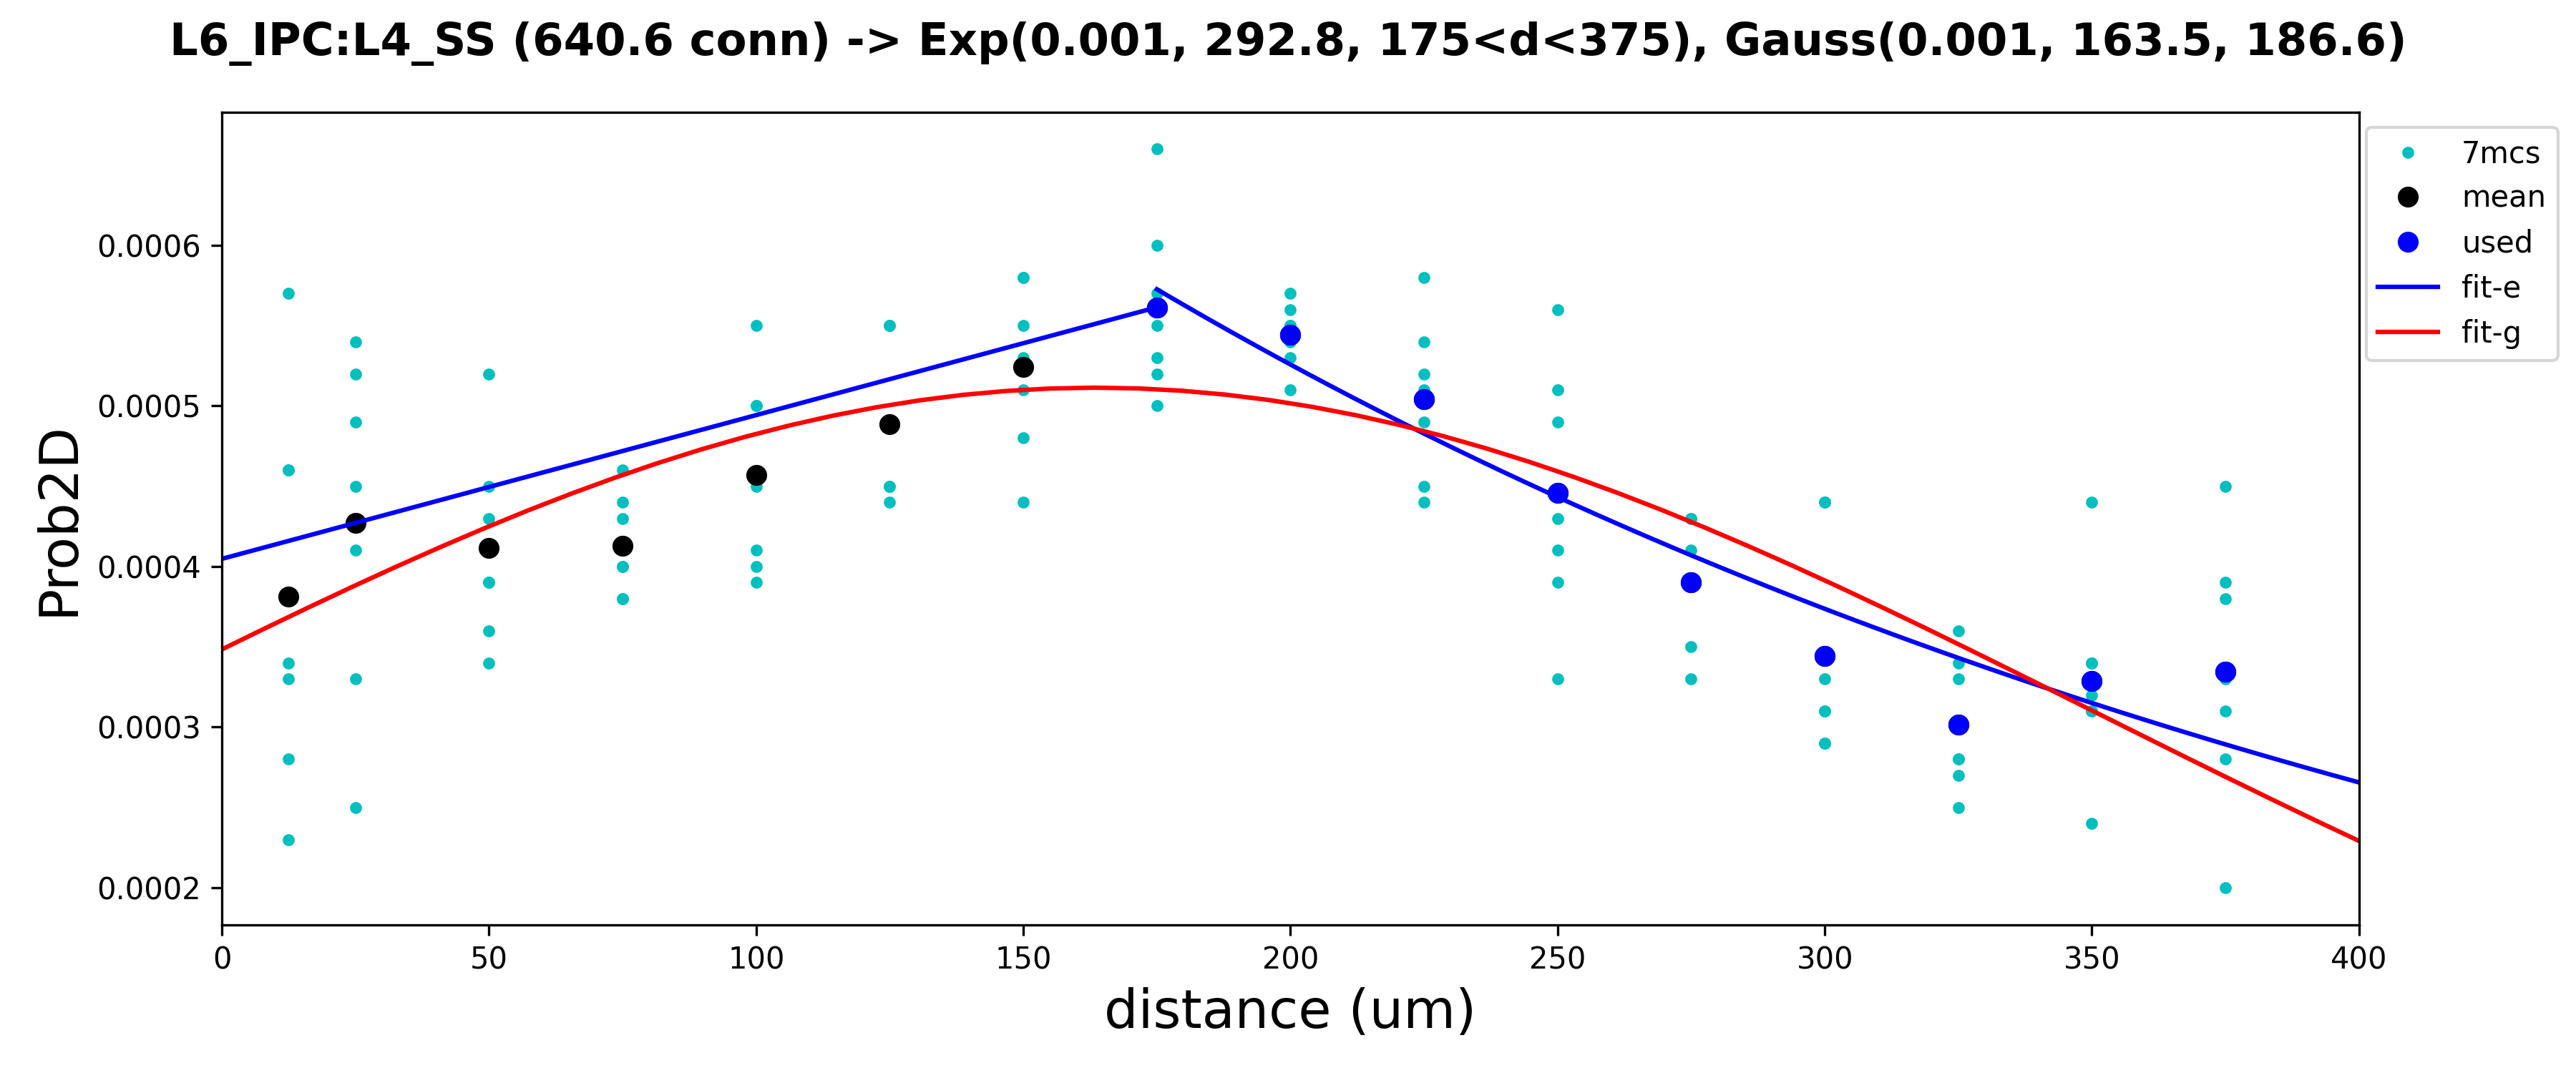 L6_IPC:L4_SS (640.6 conn) -> Exp(0.001, 292.8, 175<d<375), Gauss(0.001, 163.5, 186.6)
7mcs
mean
used
fit-e
fit-g
0.0006
0.0005
0.0004
0.0003
0.0002
Prob2D
0 50 100 150 200 250 300 350 400
distance (um)